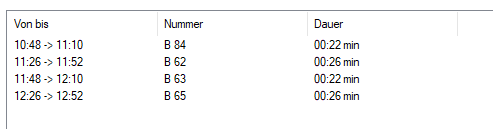 Von bis Nummer Dauer
10:48 -> 11:10 B 84 00:22 min
11:26 -> 11:52 B 62 00:26 min
11:48 -> 12:10 B 63 00:22 min
12:26 -> 12:52 B 65 00:26 min